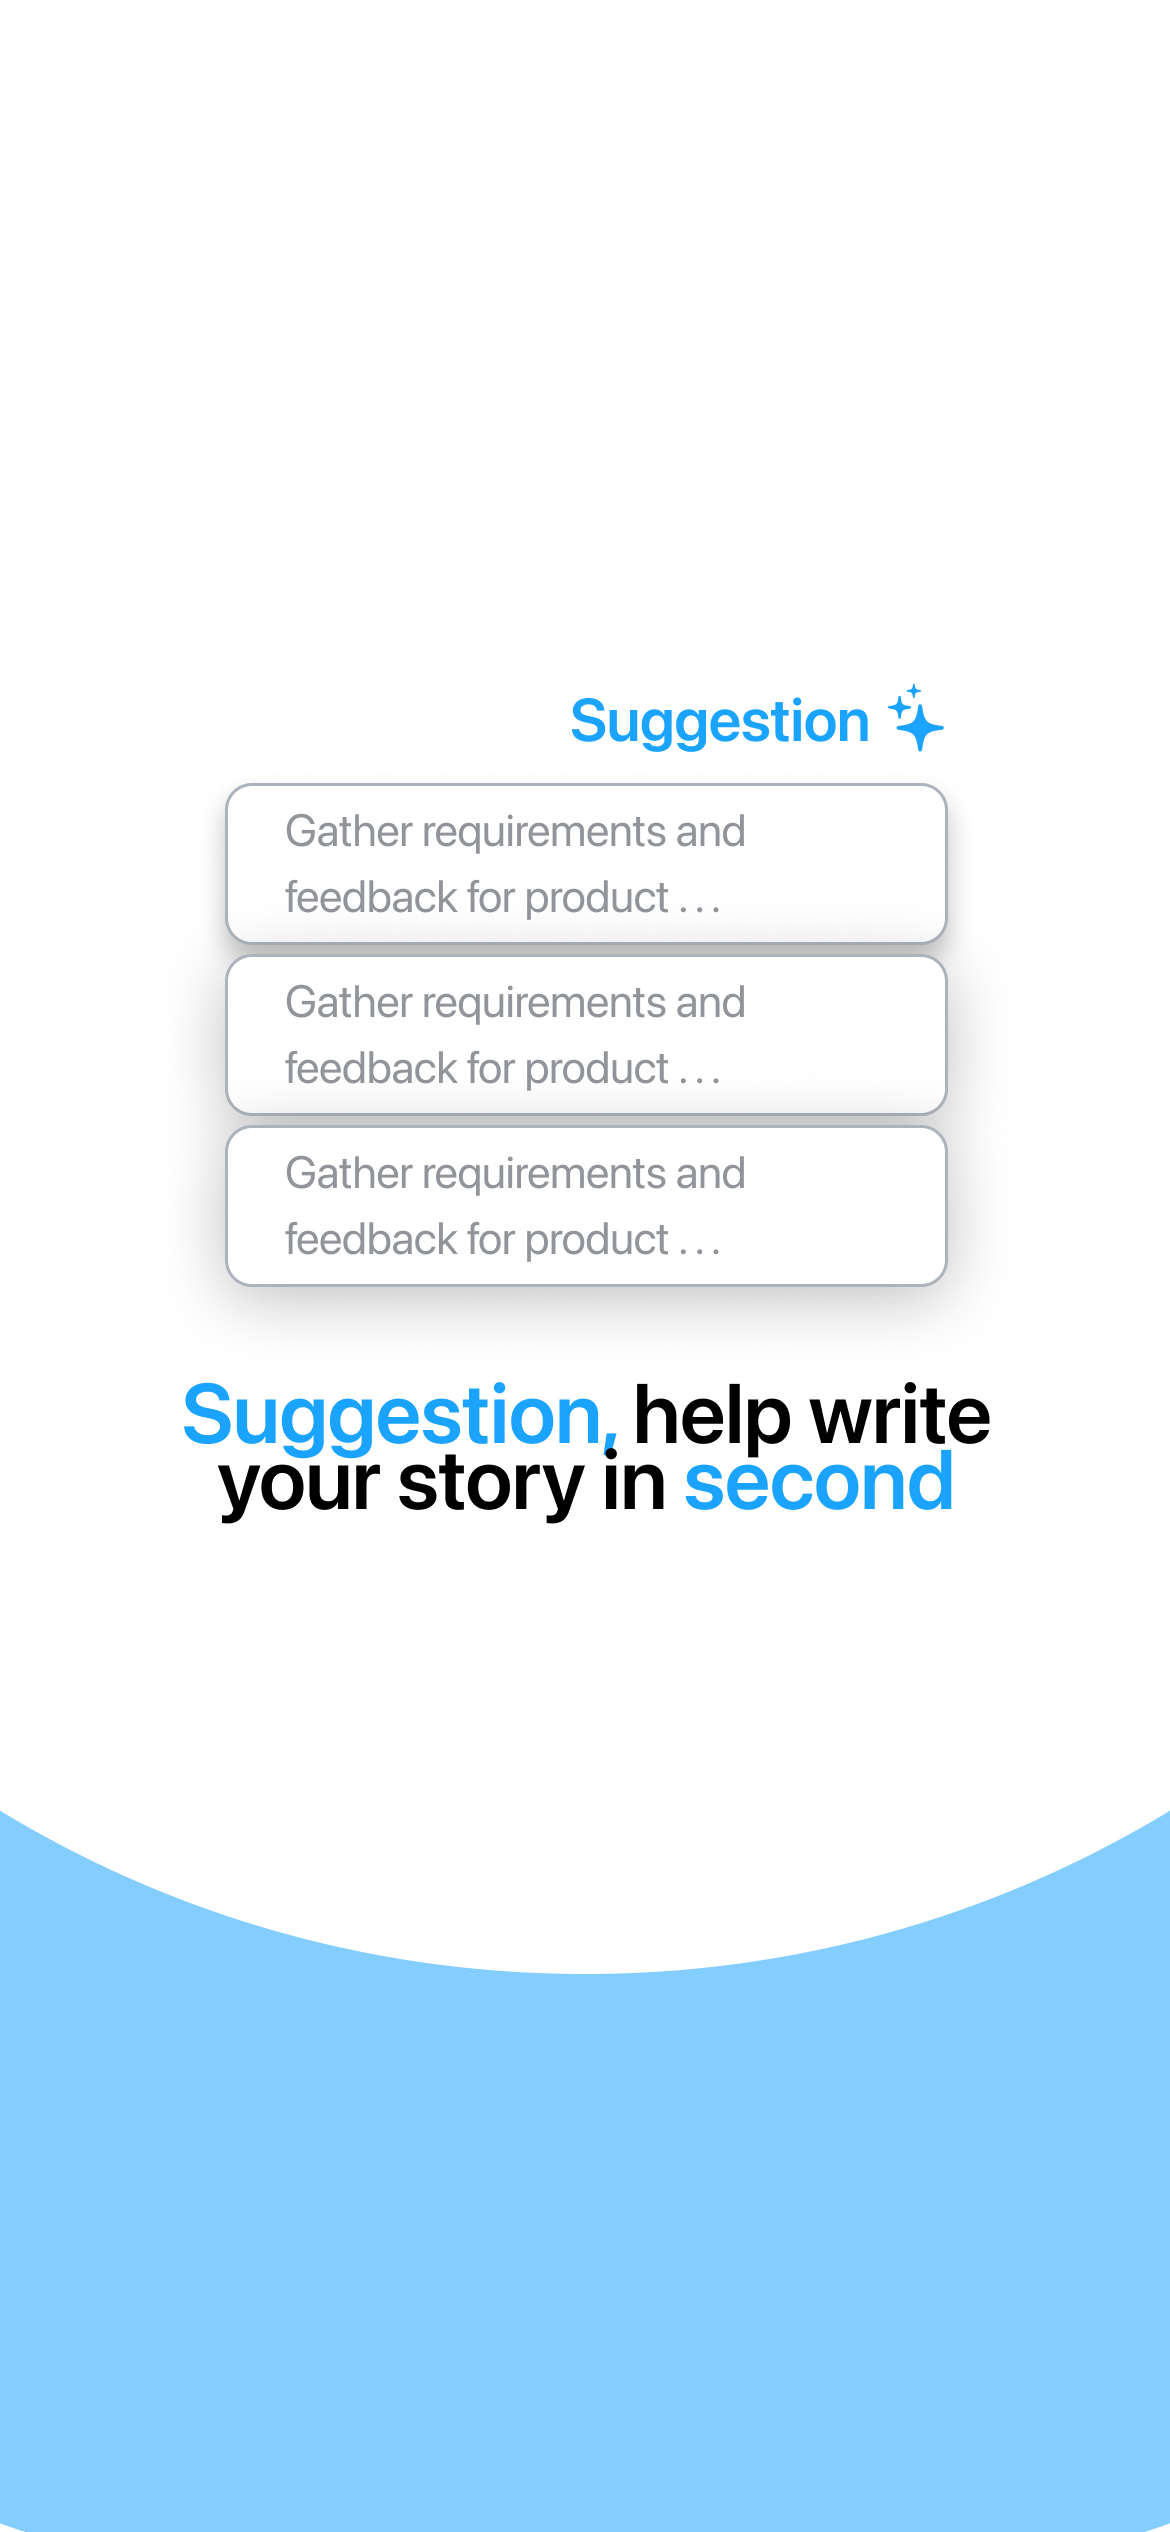 Suggestion
Gather requirements and
feedback for product . . .
Gather requirements and
feedback for product . . .
Gather requirements and
feedback for product . . .
Suggestion, help write
your story in second